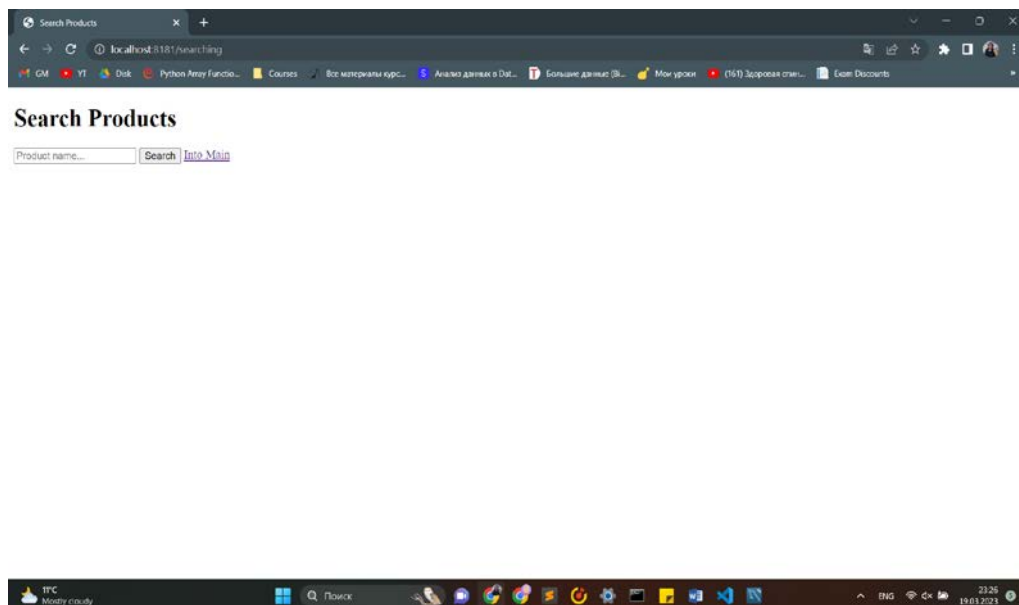 Search Products
localhost:8181/searching
GM YT Disk Python Array Functio... Courses Все материалы курс... Анализ данных в Dat... Большие данные (Bi... Мои уроки (161) Здоровая спин... Exam Discounts
Search Products
Product name... Search Into Main
11°C
Mostly cloudy
Поиск
ENG
23:26
19.03.2023